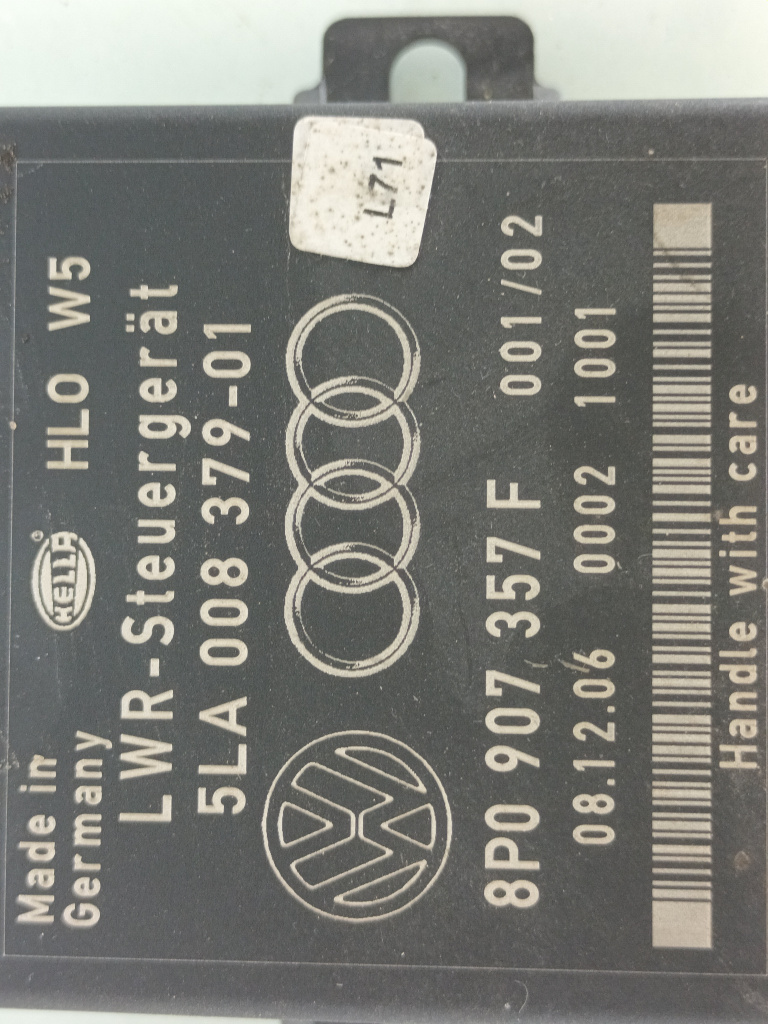 Made in
Germany
HELLA
®
HLO W5
LWR-Steuergerät
5LA 008 379-01
L71
8P0 907 357 F 001/02
08.12.06 0002 1001
Handle with care